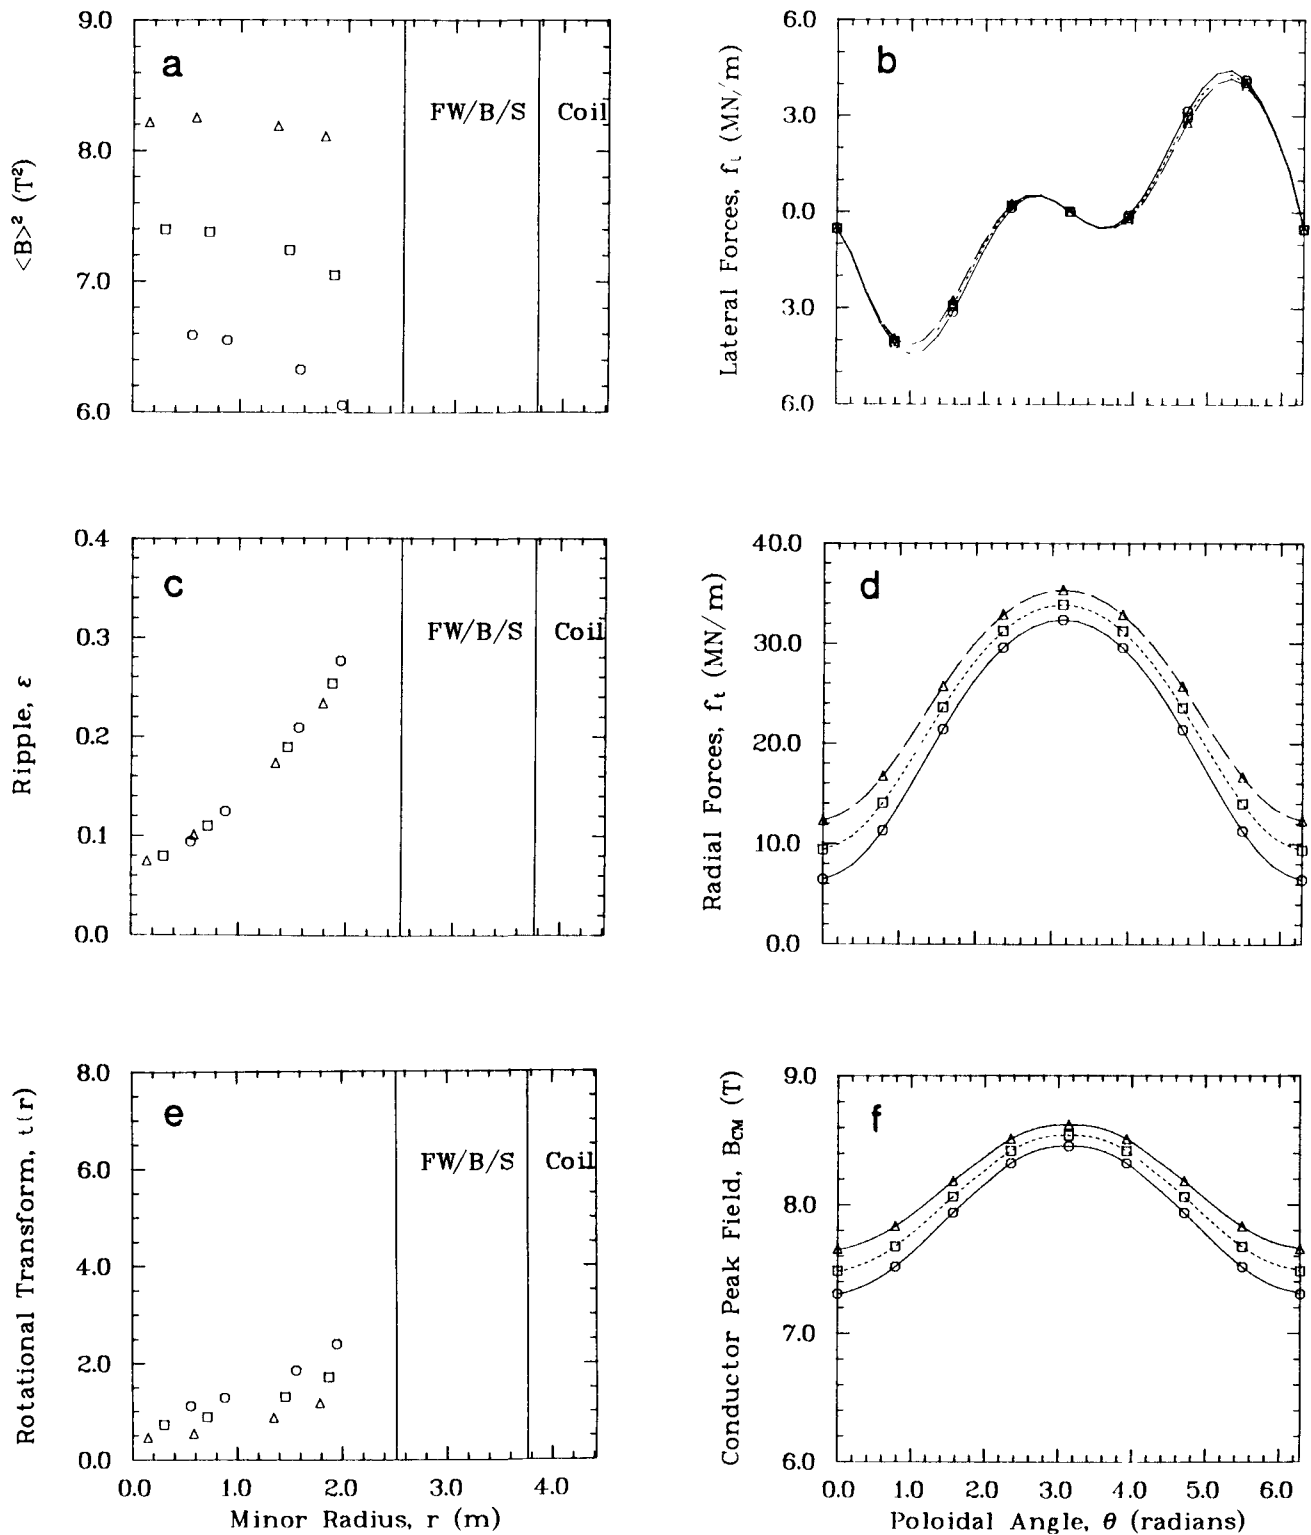 a
9.0
8.0
7.0
6.0
<B>² (T²)
FW/B/S
Coil
b
6.0
3.0
0.0
3.0
6.0
Lateral Forces, f_L (MN/m)
c
0.4
0.3
0.2
0.1
0.0
Ripple, ε
FW/B/S
Coil
d
40.0
30.0
20.0
10.0
0.0
Radial Forces, f_t (MN/m)
e
8.0
6.0
4.0
2.0
0.0
Rotational Transform, ι(r)
FW/B/S
Coil
0.0 1.0 2.0 3.0 4.0
Minor Radius, r (m)
f
9.0
8.0
7.0
6.0
Conductor Peak Field, B_CM (T)
0.0 1.0 2.0 3.0 4.0 5.0 6.0
Poloidal Angle, θ (radians)